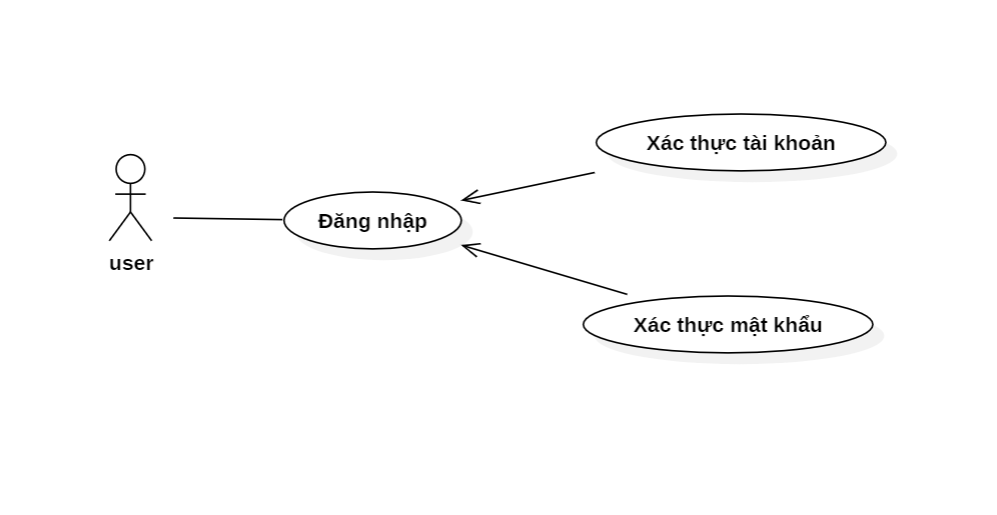 Xác thực tài khoản
Đăng nhập
user
Xác thực mật khẩu